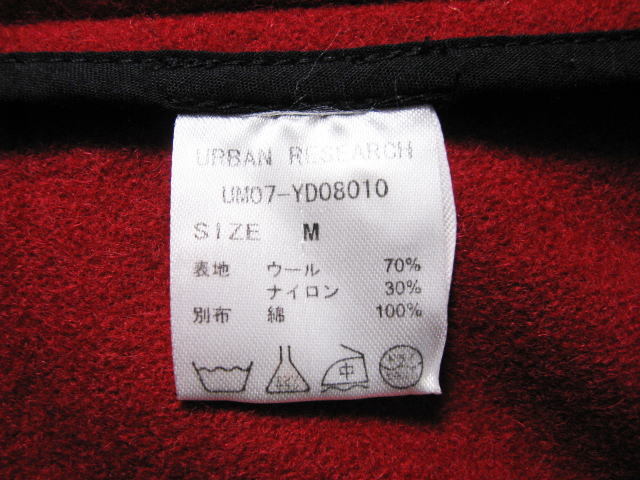 URBAN RESEARCH
UM07-YD08010
SIZE M
表地 ウール 70%
ナイロン 30%
別布 綿 100%
中